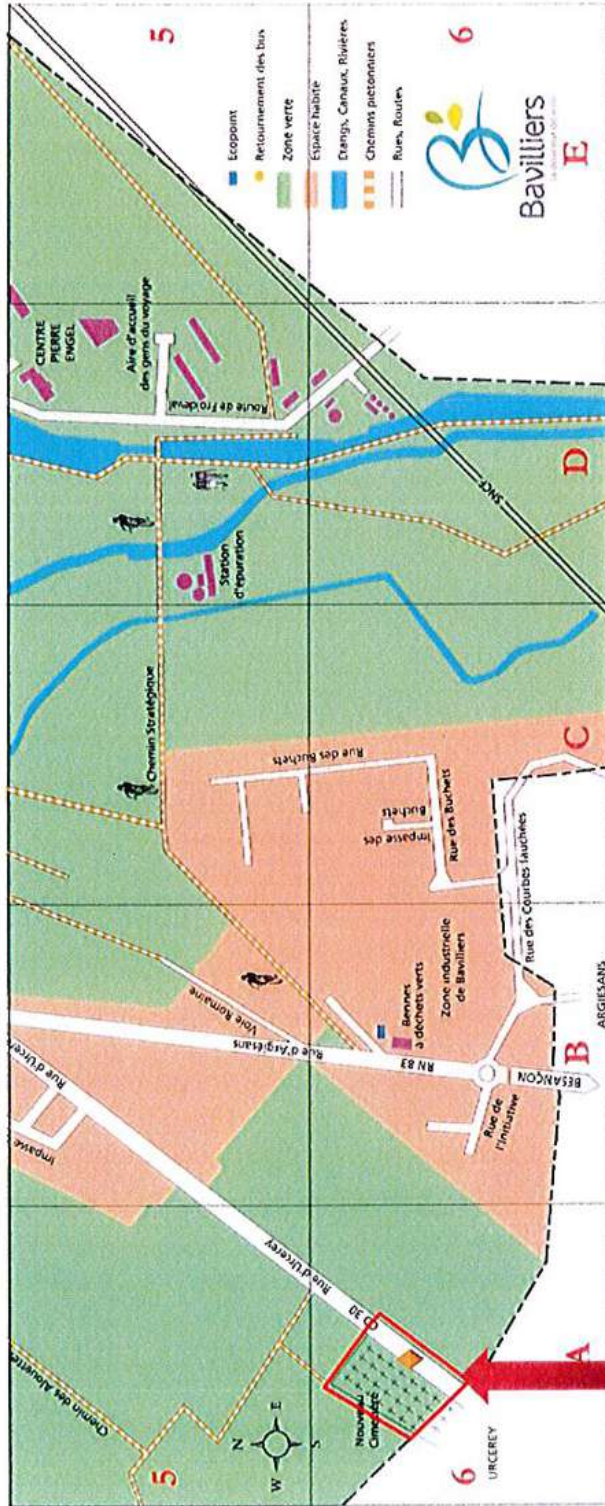 5
Chemin des Alouette
Impasse
Rue d'Urcerey
Rue d'Urcerey
CD 30
Nouveau
Cimetière
N
E
S
W
6
URCEREY
A
Voie Romaine
Rue d'Argiésans
RN 83
Bennes
à déchets verts
Zone industrielle
de Bavilliers
Rue de
l'Initiative
BESANÇON
B
ARGIESANS
Chemin Stratégique
Rue des Buchets
Impasse des
Buchets
Rue des Buchets
Rue des Courbes fauchées
C
Station
d'épuration
SNCF
D
CENTRE
PIERRE
ENGEL
Aire d'accueil
des gens du voyage
Route de Froideval
5
Ecopoint
Retournement des bus
Zone verte
Espace habité
Etangs, Canaux, Rivières
Chemins piétonniers
Rues, Routes
6
Bavilliers
E